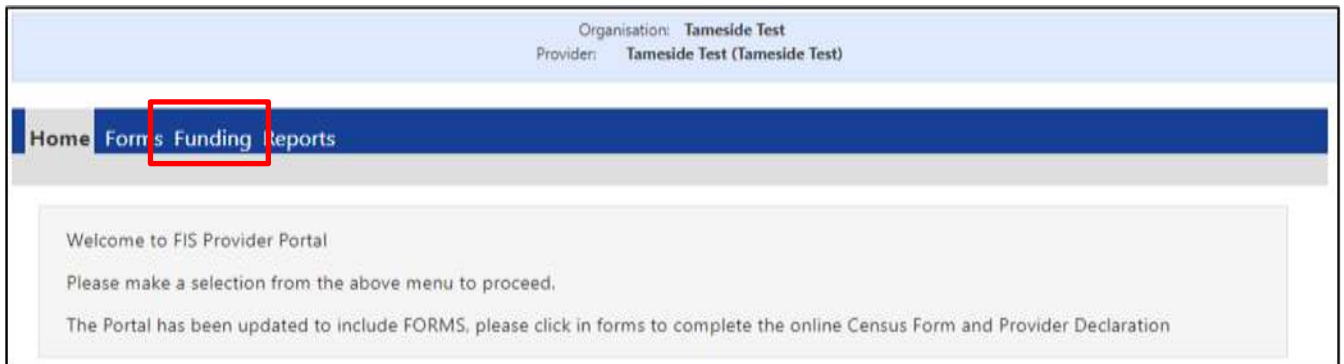 Organisation: Tameside Test
Provider: Tameside Test (Tameside Test)
Home Forms Funding Reports
Welcome to FIS Provider Portal
Please make a selection from the above menu to proceed.
The Portal has been updated to include FORMS, please click in forms to complete the online Census Form and Provider Declaration